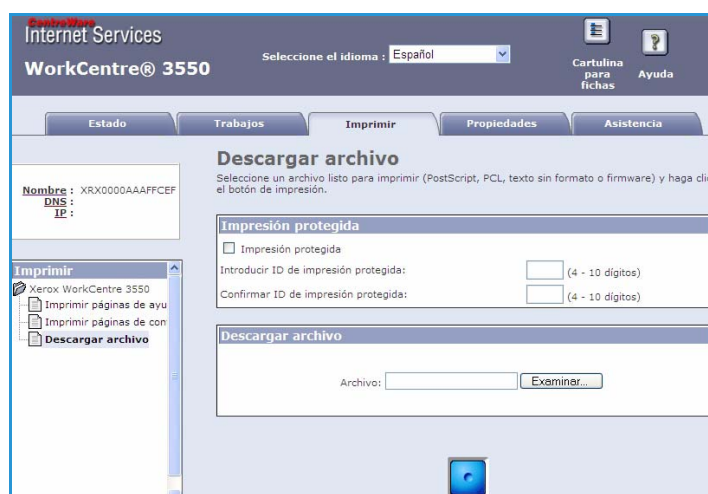 CentreWare
Internet Services
WorkCentre® 3550
Seleccione el idioma : Español
Cartulina
para
fichas
Ayuda
Estado
Trabajos
Imprimir
Propiedades
Asistencia
Nombre : XRX0000AAAFFCEF
DNS :
IP :
Imprimir
Xerox WorkCentre 3550
Imprimir páginas de ayu
Imprimir páginas de con
Descargar archivo
Descargar archivo
Seleccione un archivo listo para imprimir (PostScript, PCL, texto sin formato o firmware) y haga clic
el botón de impresión.
Impresión protegida
Impresión protegida
Introducir ID de impresión protegida: (4 - 10 dígitos)
Confirmar ID de impresión protegida: (4 - 10 dígitos)
Descargar archivo
Archivo: Examinar...